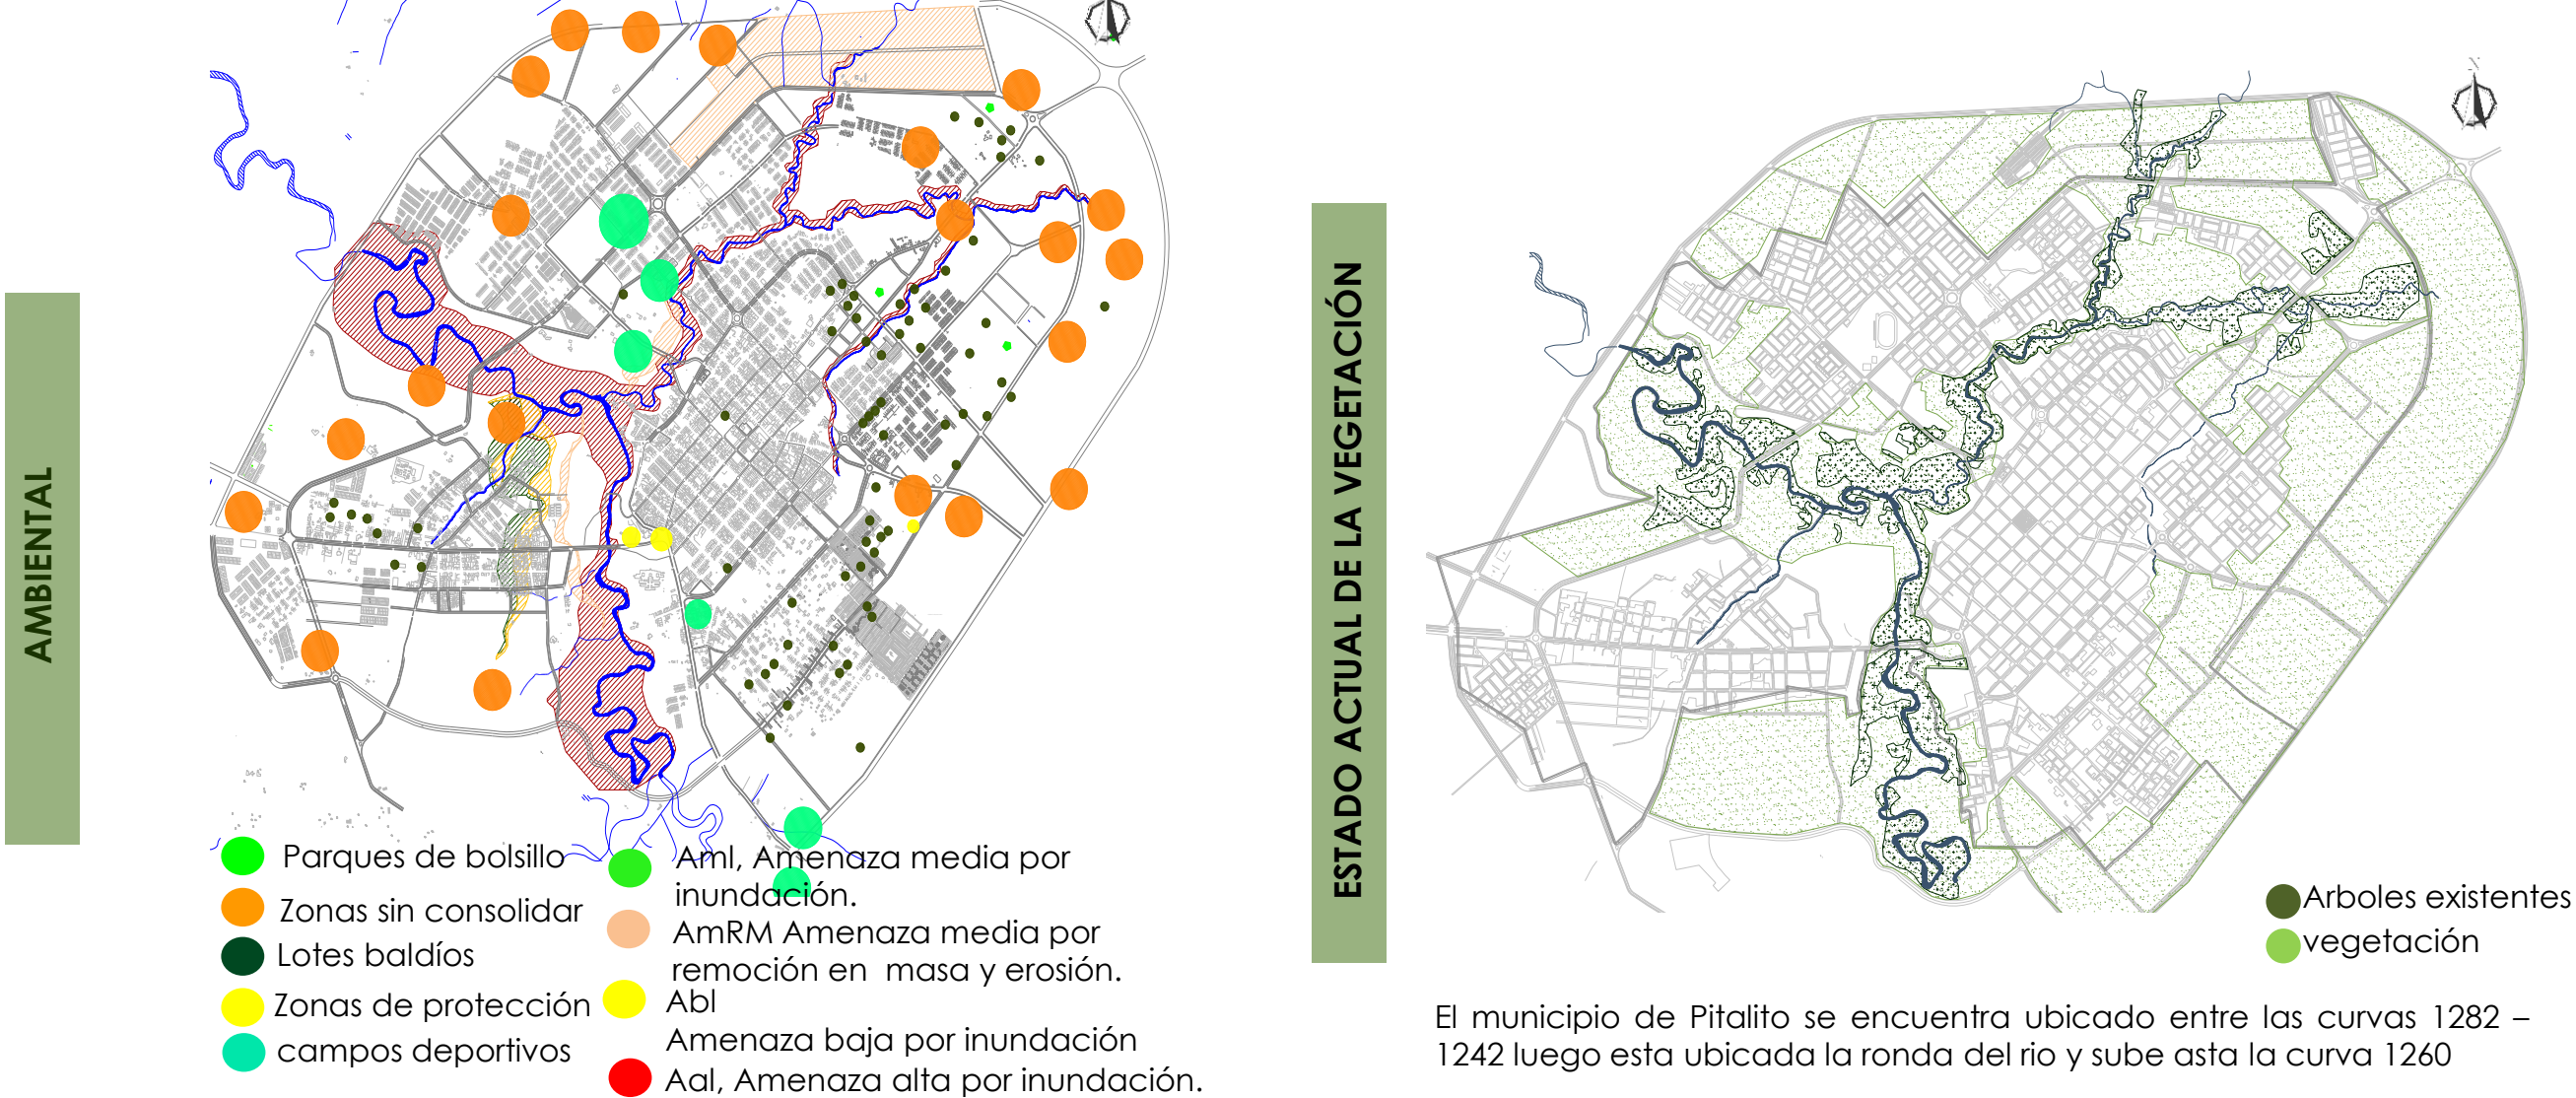 AMBIENTAL
Parques de bolsillo
Zonas sin consolidar
Lotes baldíos
Zonas de protección
campos deportivos
AmI, Amenaza media por
inundación.
AmRM Amenaza media por
remoción en masa y erosión.
AbI
Amenaza baja por inundación
AaI, Amenaza alta por inundación.
ESTADO ACTUAL DE LA VEGETACIÓN
N
Arboles existentes
vegetación
El municipio de Pitalito se encuentra ubicado entre las curvas 1282 –
1242 luego esta ubicada la ronda del rio y sube asta la curva 1260